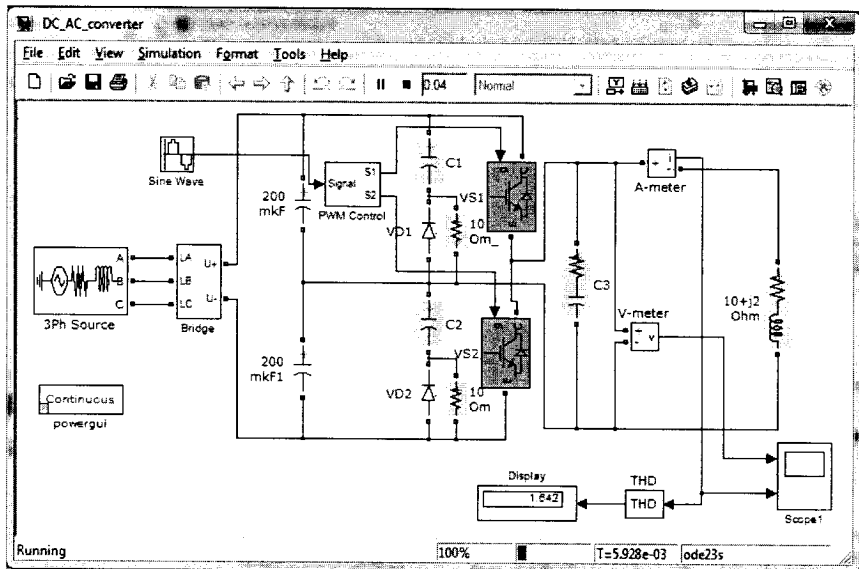 DC_AC_converter
File Edit View Simulation Format Tools Help
0.04 Normal
Sine Wave
200 mkF
Signal S1 S2
PWM Control
C1
VS1
g C E
VD1
10 Om_
A-meter
+ - i
3Ph Source
A B C
LA LB LC U+ U-
Bridge
C3
10+j2 Ohm
V-meter
+ - v
C2
VS2
g C E
200 mkF1
VD2
10 Om
Continuous
powergui
Display
1.642
THD
THD
Scope1
Running 100% T=5.928e-03 ode23s